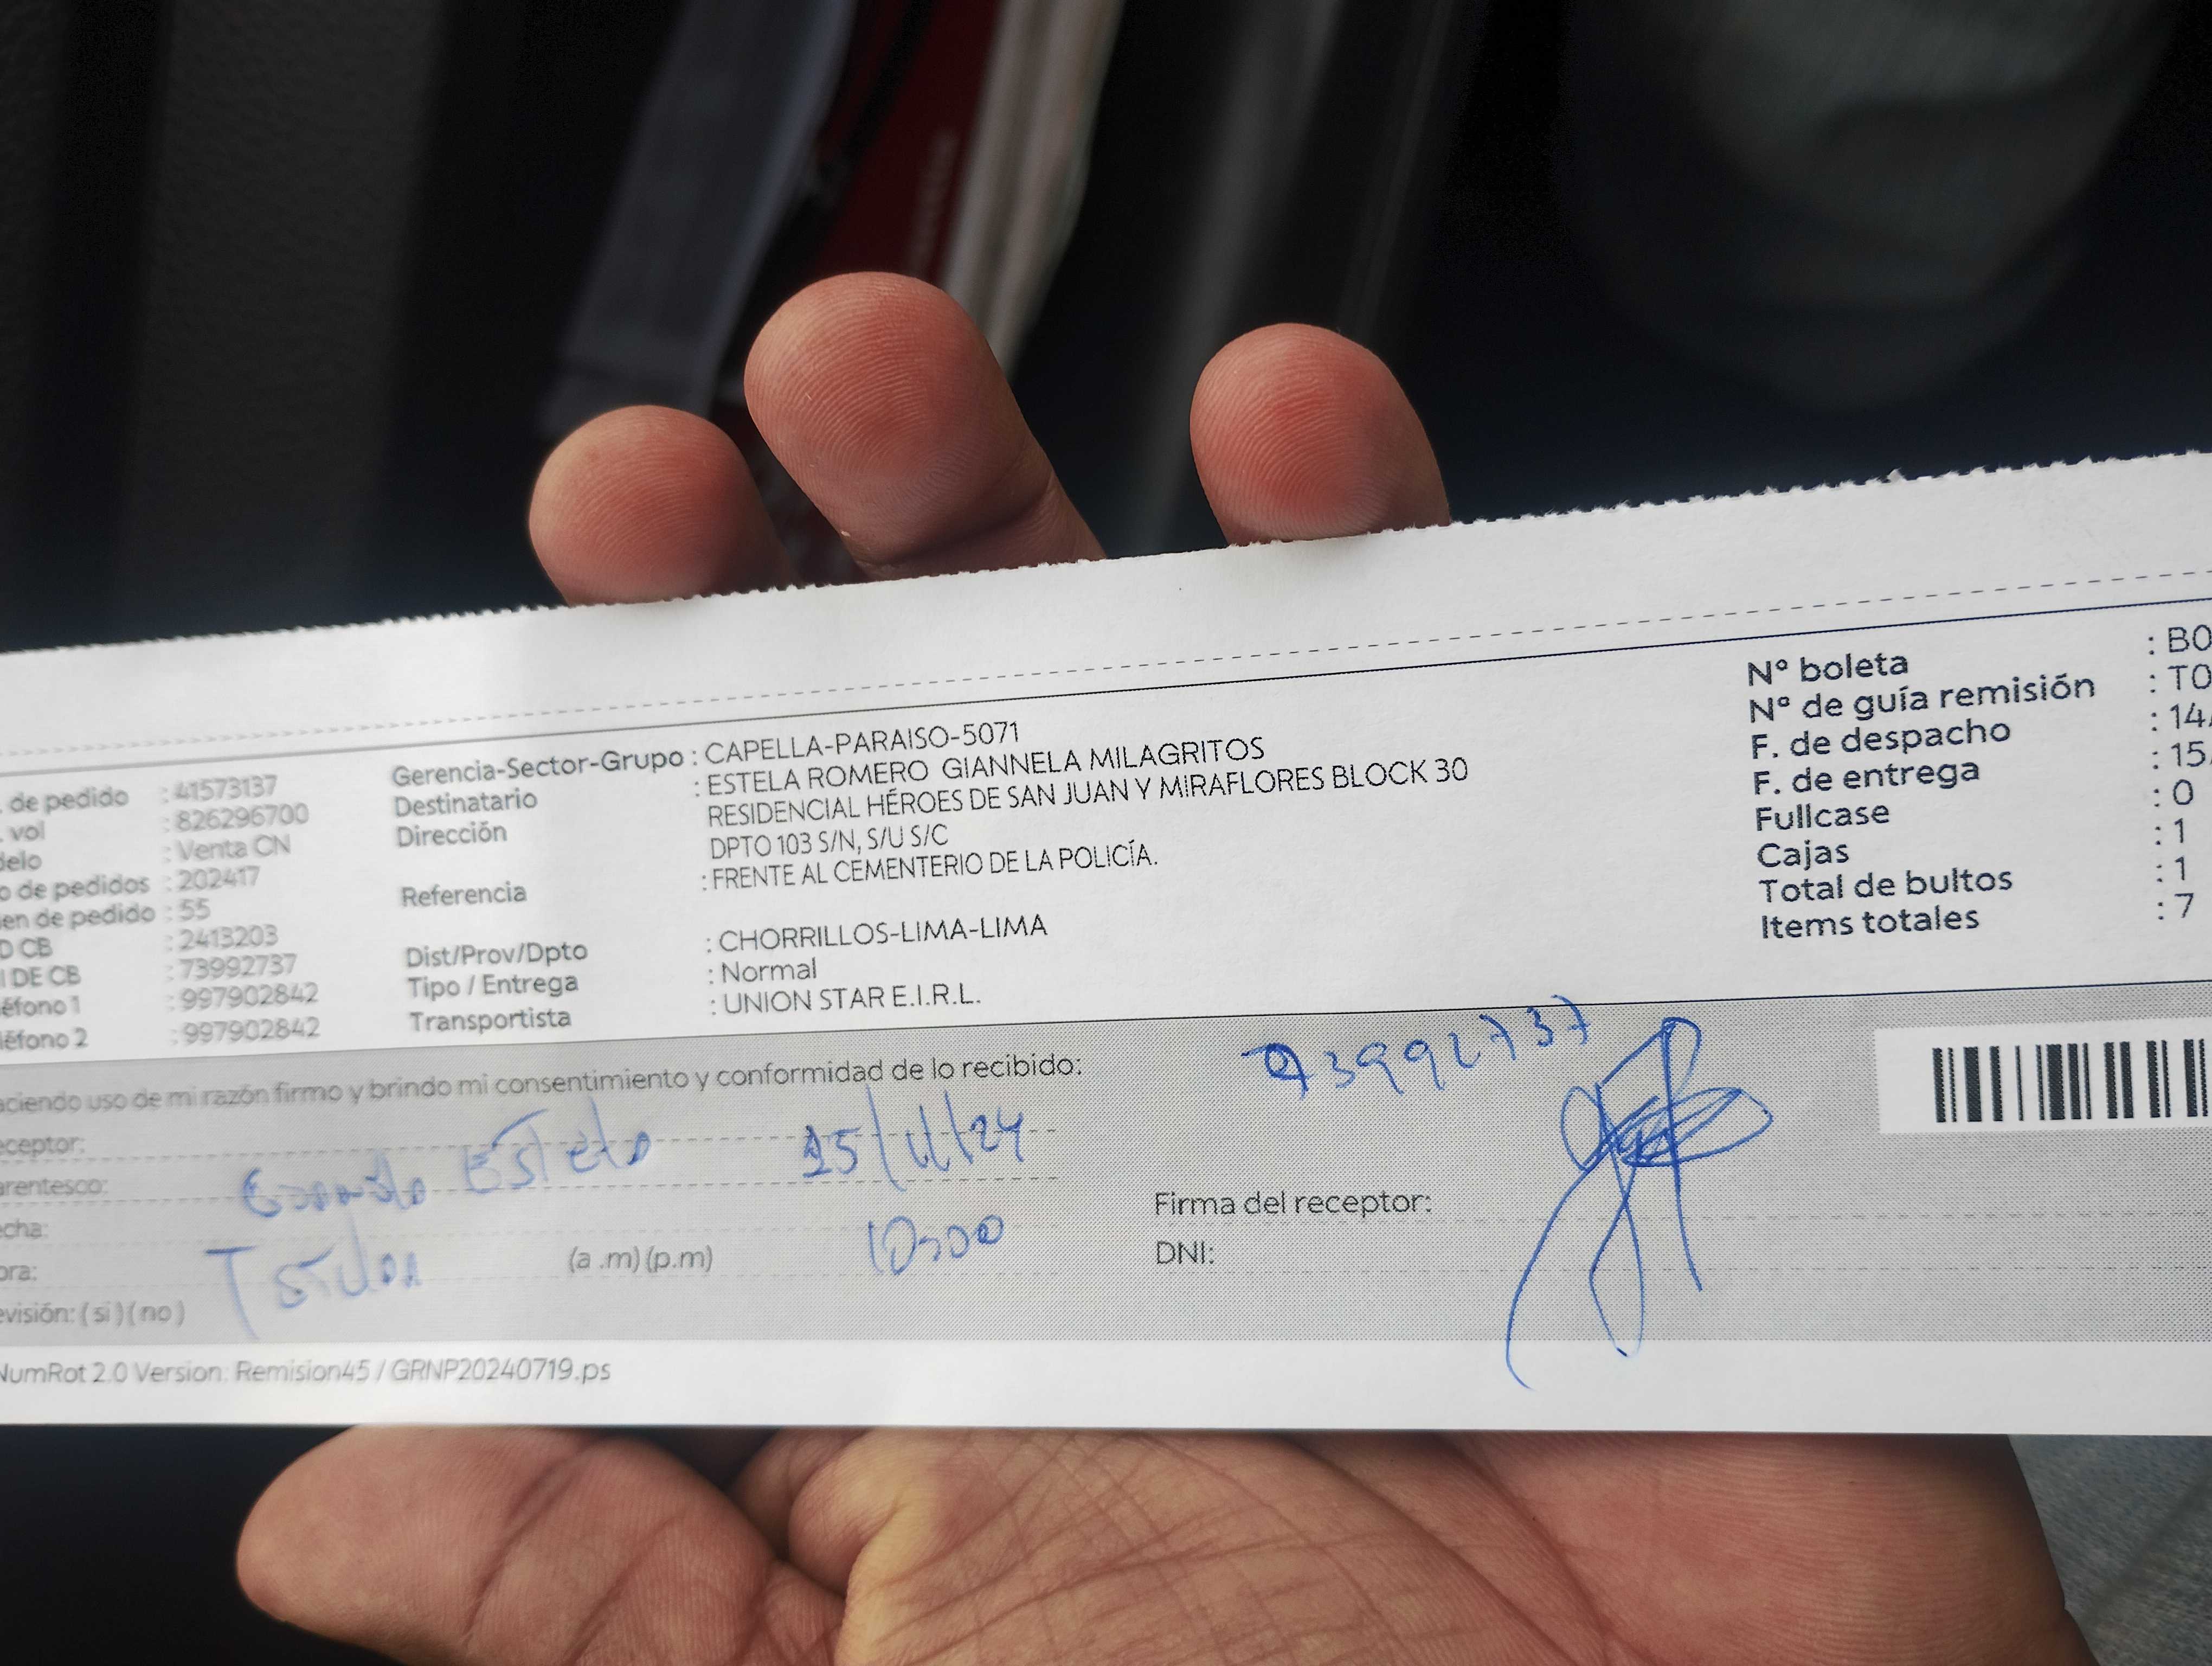 . de pedido : 41573137
. vol : 826296700
delo : Venta CN
o de pedidos : 202417
en de pedido : 55
D CB : 2413203
I DE CB : 73992737
éfono 1 : 997902842
léfono 2 : 997902842
Gerencia-Sector-Grupo : CAPELLA-PARAISO-5071
Destinatario : ESTELA ROMERO GIANNELA MILAGRITOS
Dirección RESIDENCIAL HÉROES DE SAN JUAN Y MIRAFLORES BLOCK 30
DPTO 103 S/N, S/U S/C
Referencia : FRENTE AL CEMENTERIO DE LA POLICÍA.
Dist/Prov/Dpto : CHORRILLOS-LIMA-LIMA
Tipo / Entrega : Normal
Transportista : UNION STAR E.I.R.L.
N° boleta : B0
N° de guía remisión : T0
F. de despacho : 14/
F. de entrega : 15/
Fullcase : 0
Cajas : 1
Total de bultos : 1
Items totales : 7
aciendo uso de mi razón firmo y brindo mi consentimiento y conformidad de lo recibido:
73992737
eceptor:
Estela 15/11/24
arentesco:
echa:
ora: (a .m) (p.m) 10:00
evisión: ( si ) ( no )
Firma del receptor:
DNI:
NumRot 2.0 Version: Remision45 / GRNP20240719.ps